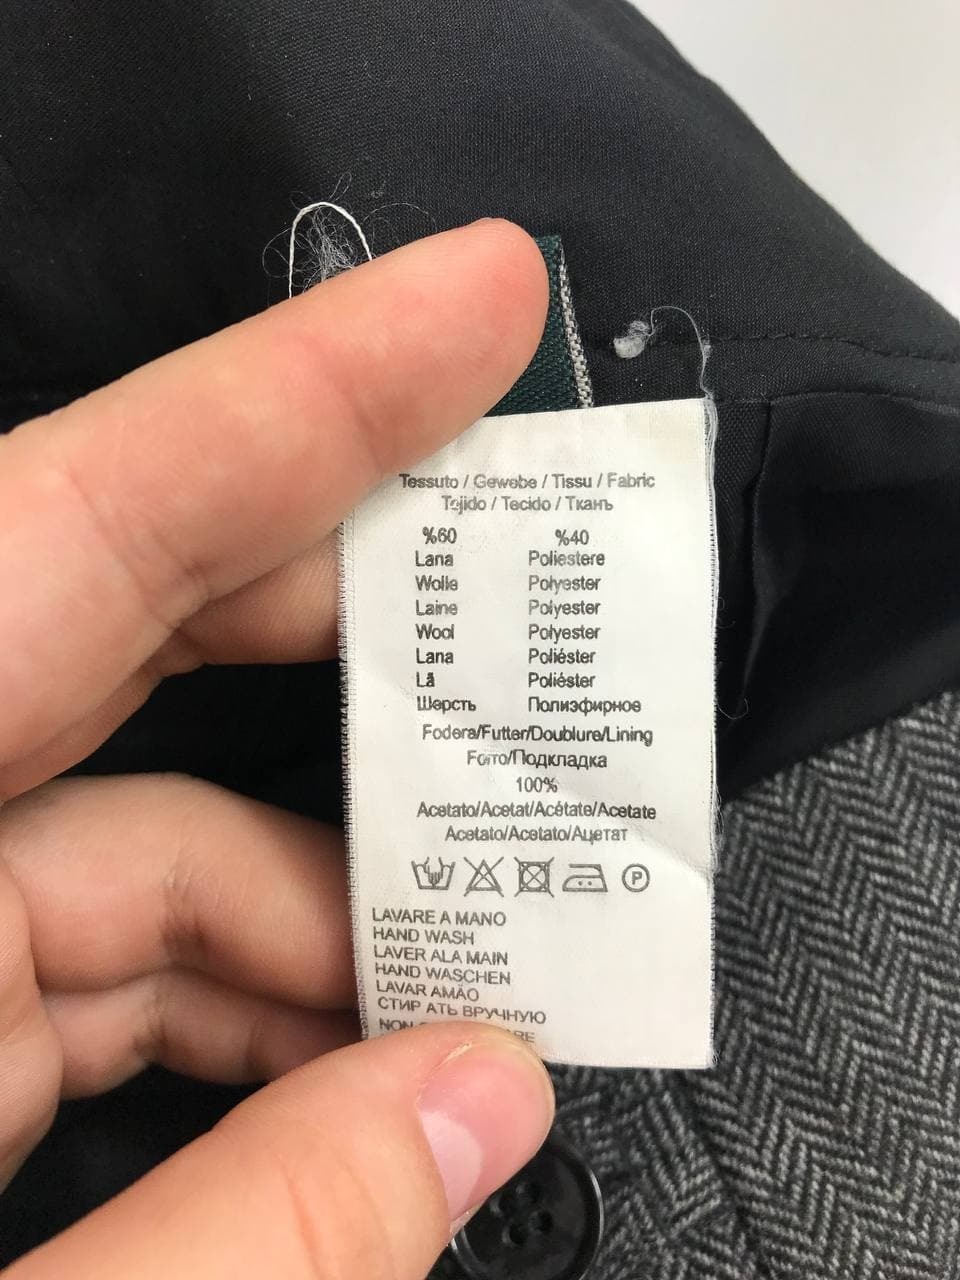 Tessuto / Gewebe / Tissu / Fabric
Tejido / Tecido / Тканъ
%60 %40
Lana Poliestere
Wolle Polyester
Laine Polyester
Wool Polyester
Lana Poliéster
Lã Poliéster
Шерсть Полиэфирное
Fodera/Futter/Doublure/Lining
Forro/Подкладка
100%
Acetato/Acetat/Acétate/Acetate
Acetato/Acetato/Ацетат
P
LAVARE A MANO
HAND WASH
LAVER ALA MAIN
HAND WASCHEN
LAVAR AMÃO
СТИР АТЬ ВРУЧНУЮ
NON